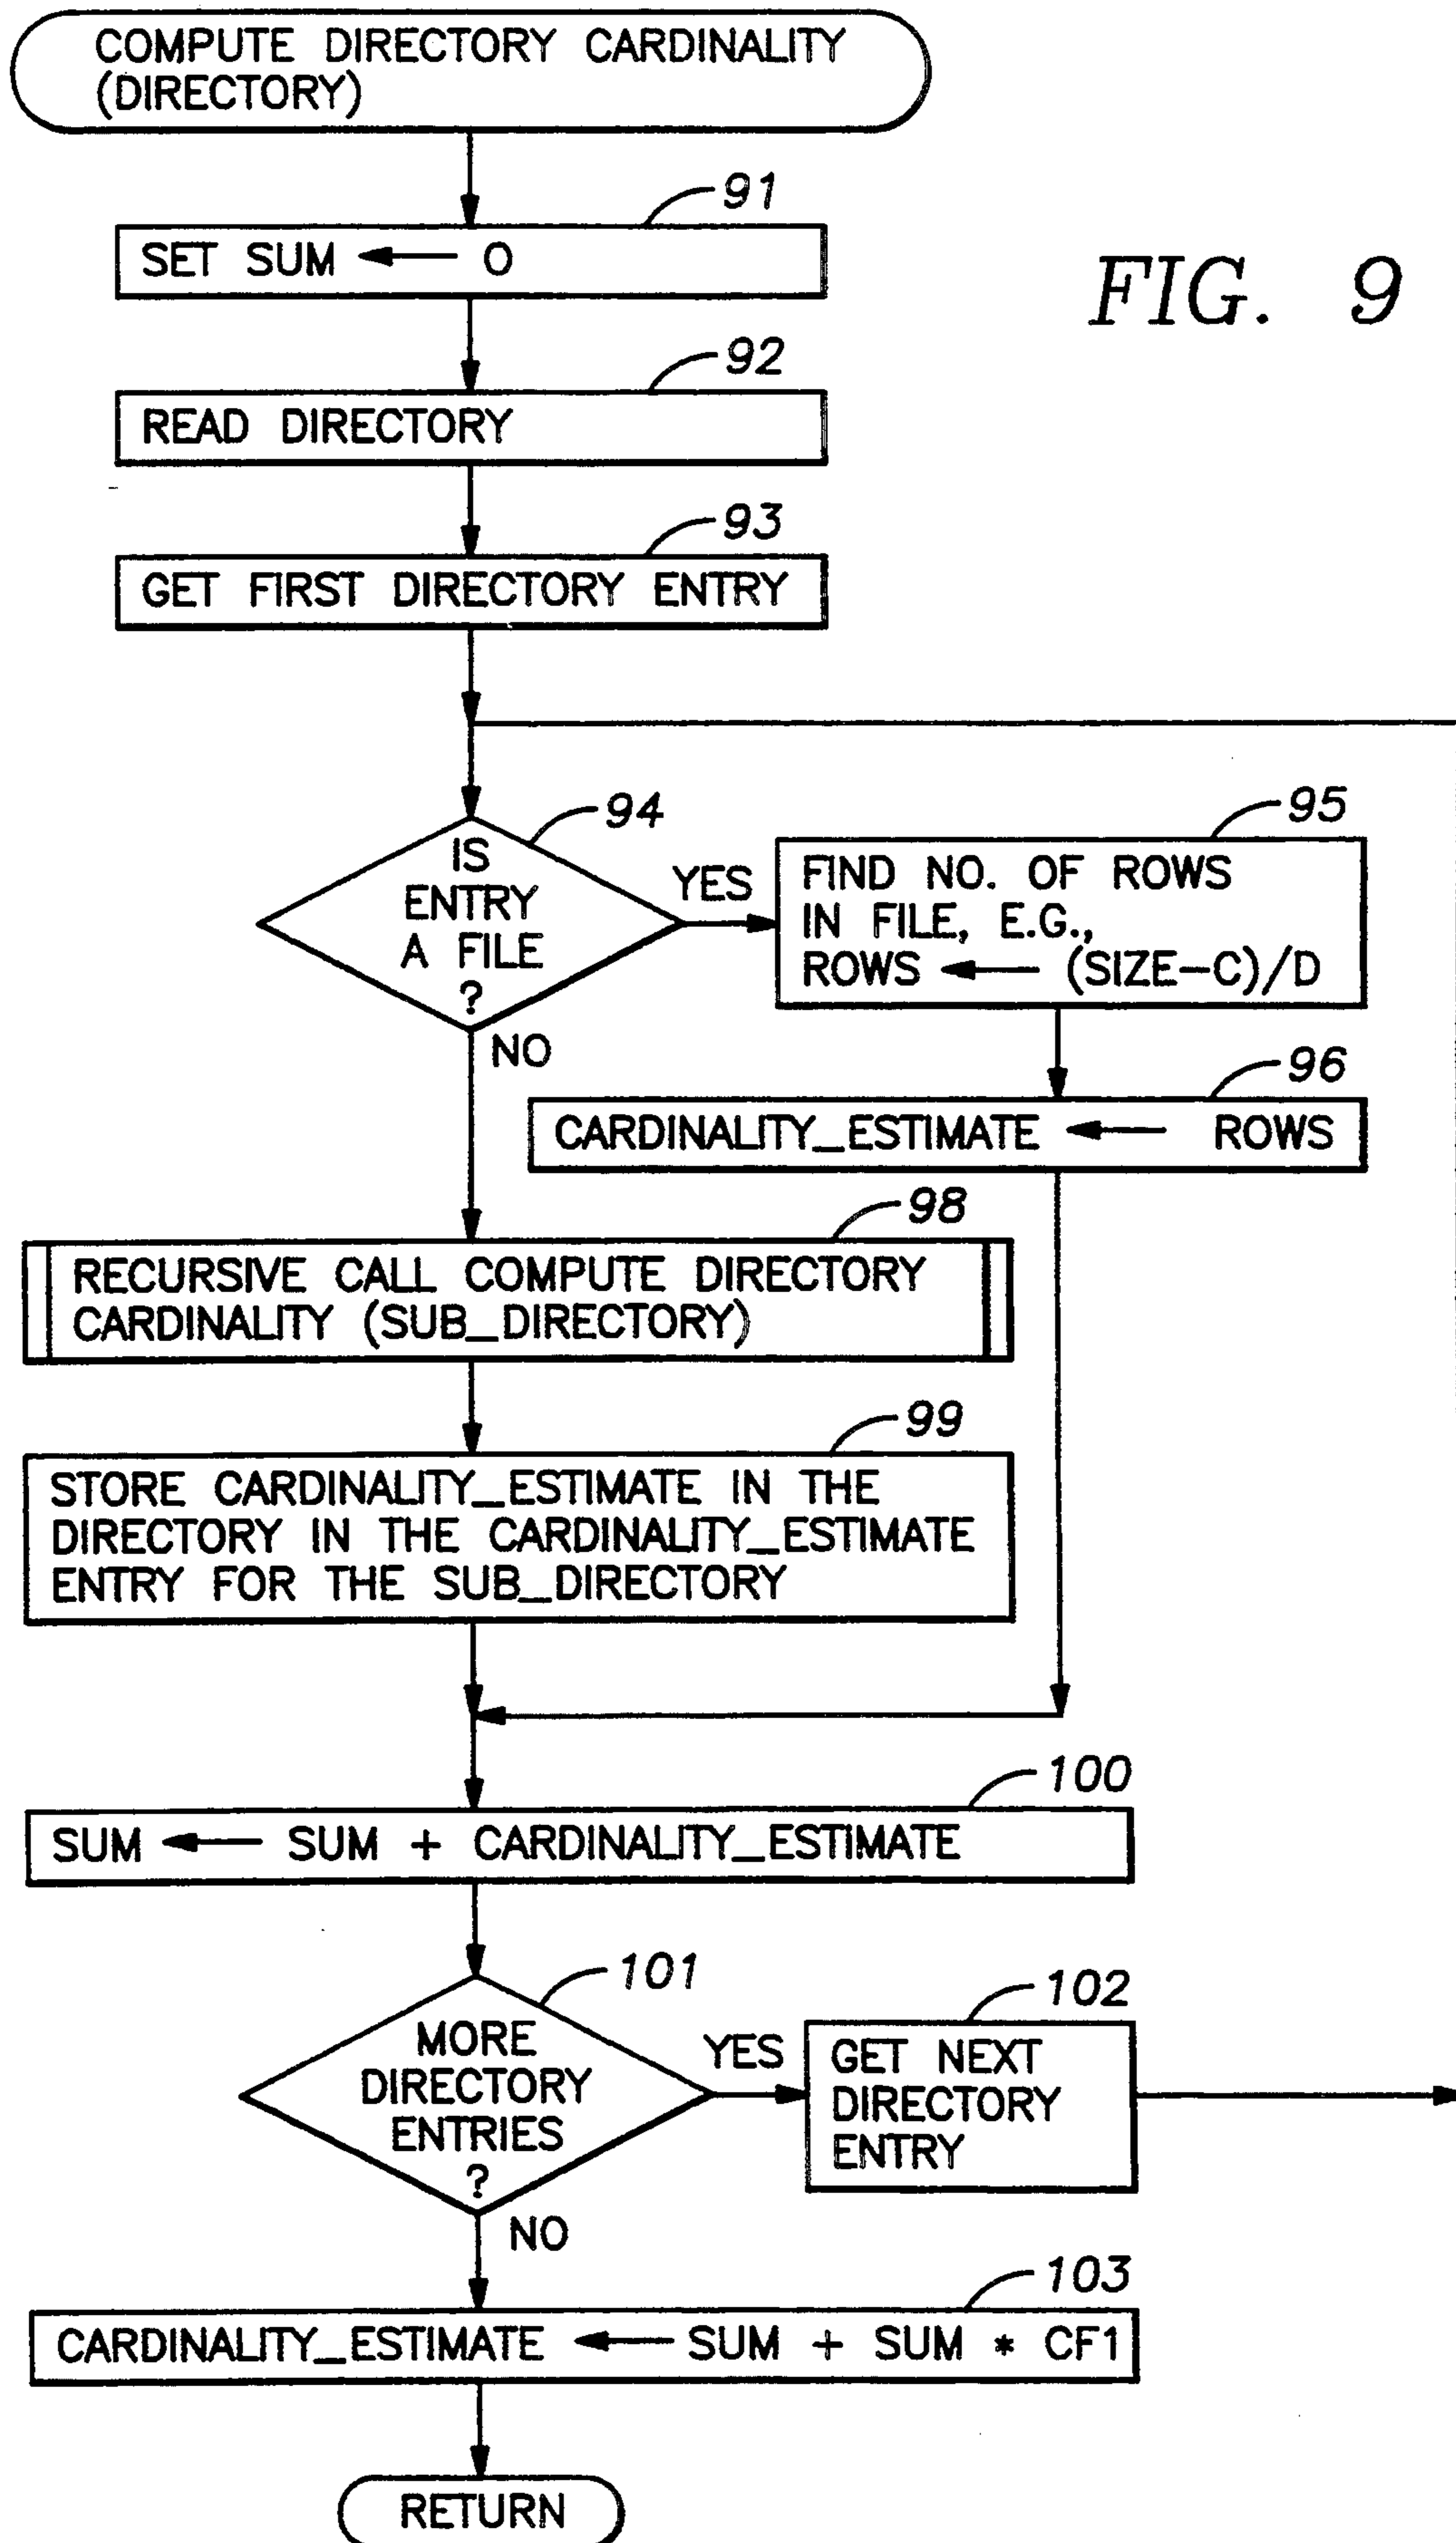 COMPUTE DIRECTORY CARDINALITY
(DIRECTORY)
91
SET SUM ← 0
FIG. 9
92
READ DIRECTORY
93
GET FIRST DIRECTORY ENTRY
94
IS
ENTRY
A FILE
?
YES
NO
95
FIND NO. OF ROWS
IN FILE, E.G.,
ROWS ← (SIZE-C)/D
96
CARDINALITY_ESTIMATE ← ROWS
98
RECURSIVE CALL COMPUTE DIRECTORY
CARDINALITY (SUB_DIRECTORY)
99
STORE CARDINALITY_ESTIMATE IN THE
DIRECTORY IN THE CARDINALITY_ESTIMATE
ENTRY FOR THE SUB_DIRECTORY
100
SUM ← SUM + CARDINALITY_ESTIMATE
101
MORE
DIRECTORY
ENTRIES
?
YES
NO
102
GET NEXT
DIRECTORY
ENTRY
103
CARDINALITY_ESTIMATE ← SUM + SUM * CF1
RETURN